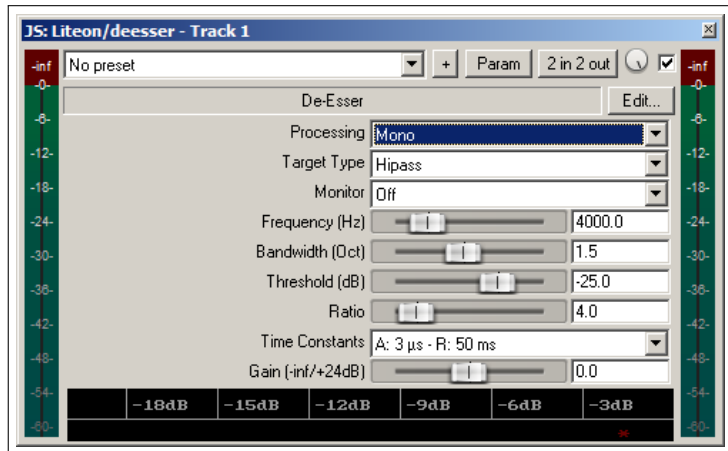 JS: Liteon/deesser - Track 1
-inf No preset + Param 2 in 2 out -inf
-0- -0-
De-Esser Edit...
-6- -6-
Processing Mono
-12- Target Type Hipass -12-
-18- Monitor Off -18-
-24- Frequency (Hz) 4000.0 -24-
-30- Bandwidth (Oct) 1.5 -30-
-36- Threshold (dB) -25.0 -36-
Ratio 4.0
-42- -42-
Time Constants A: 3 µs - R: 50 ms
-48- Gain (-inf/+24dB) 0.0 -48-
-54- -18dB -15dB -12dB -9dB -6dB -3dB -54-
-60- * -60-